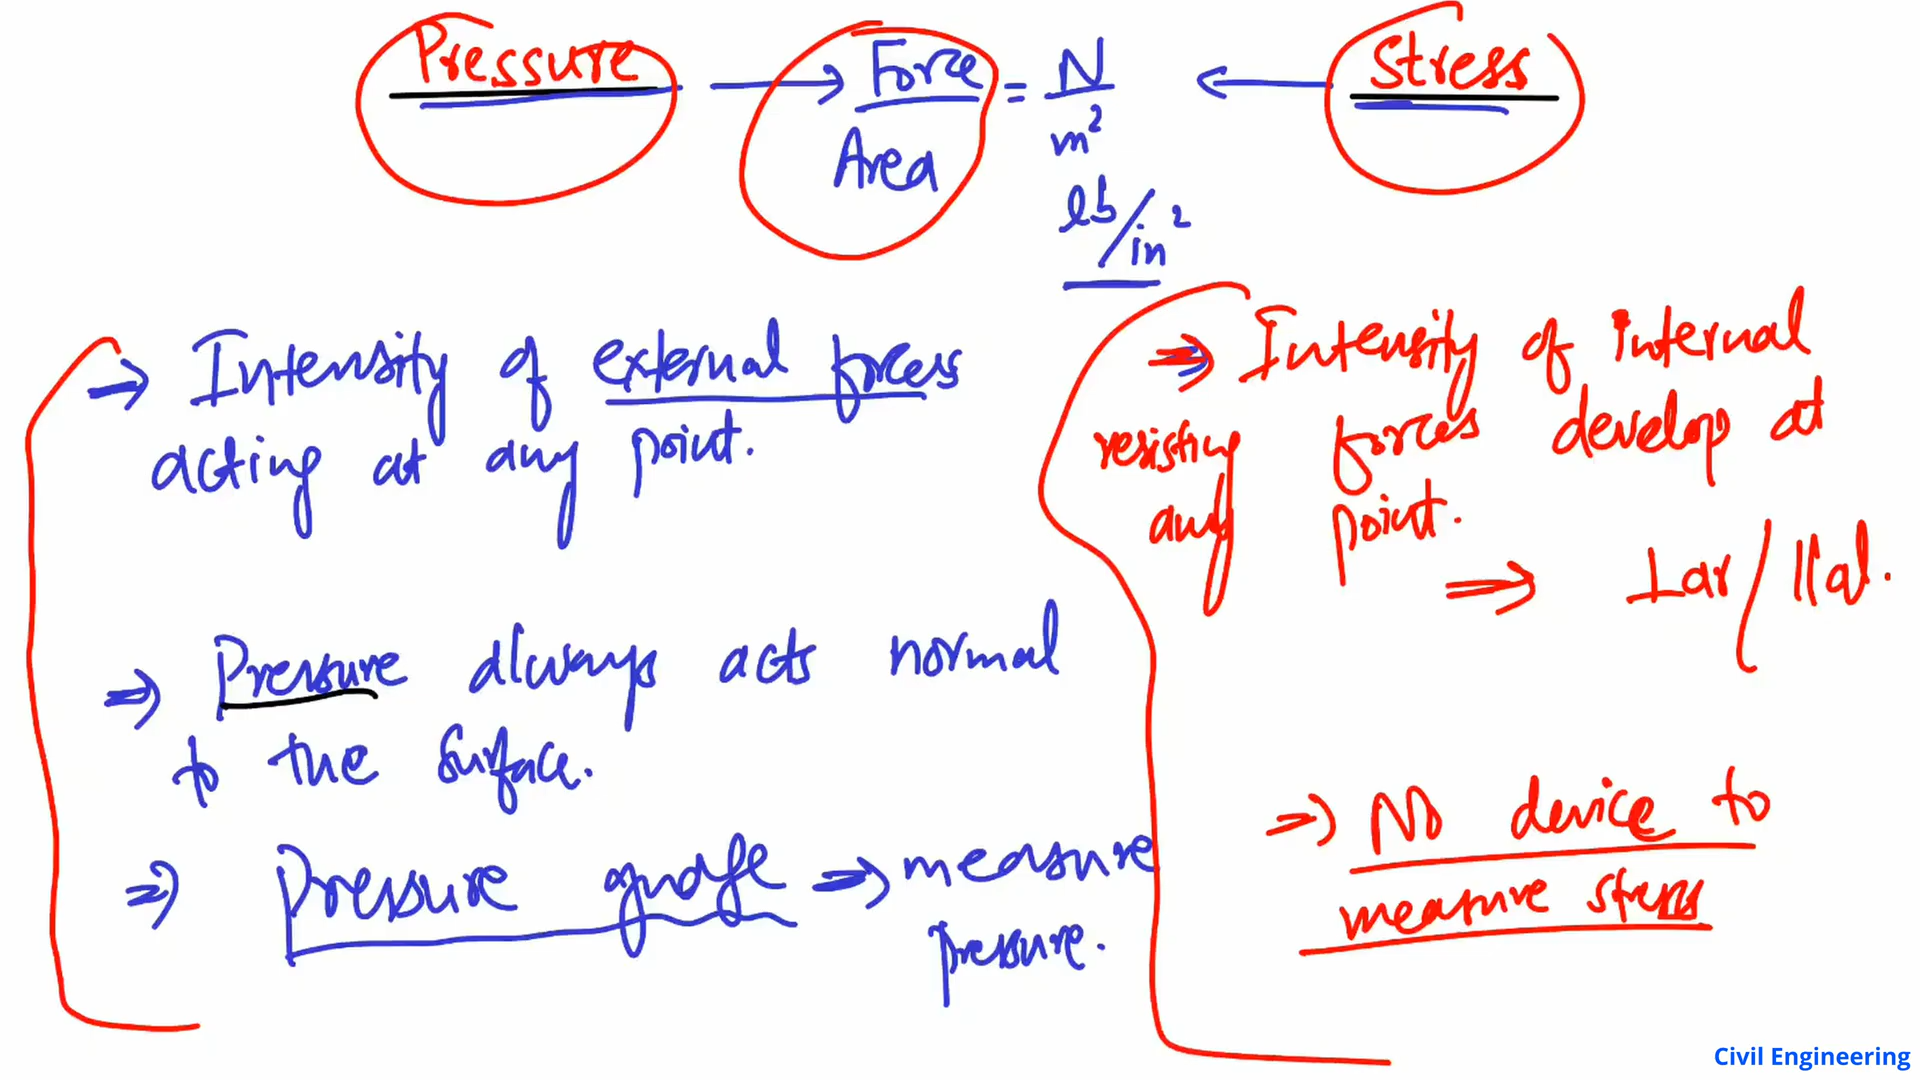 Pressure → Force = N ← Stress
Area m²
lb/in²
→ Intensity of external forces
acting at any point.
⇒ Pressure always acts normal
to the surface.
⇒ Pressure guage → measure
pressure.
⇒ Intensity of internal
resisting forces develop at
any point.
⇒ ⊥ar / ||al.
⇒ No device to
measure stress
Civil Engineering